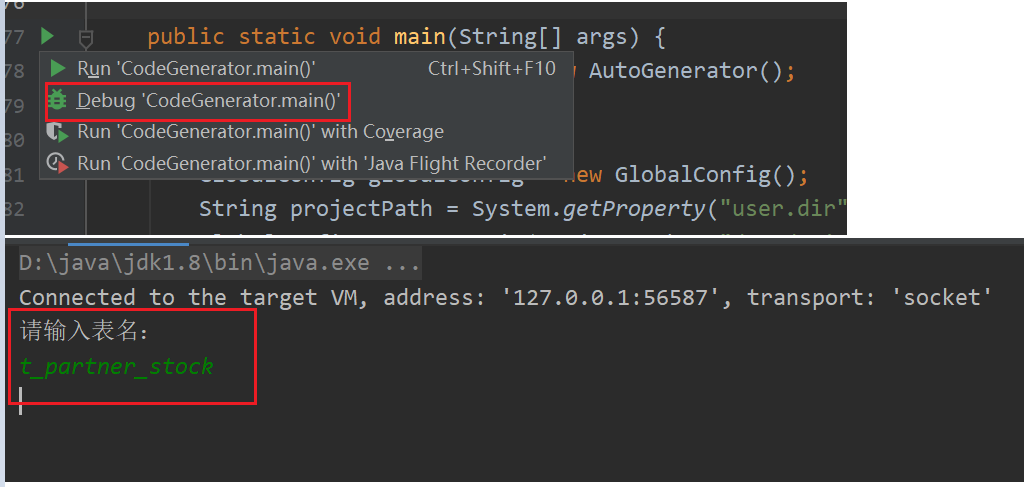 76
77 public static void main(String[] args) {
78 Run 'CodeGenerator.main()' Ctrl+Shift+F10 AutoGenerator();
79 Debug 'CodeGenerator.main()'
80 Run 'CodeGenerator.main()' with Coverage
Run 'CodeGenerator.main()' with 'Java Flight Recorder'
81 new GlobalConfig();
82 String projectPath = System.getProperty("user.dir"
D:\java\jdk1.8\bin\java.exe ...
Connected to the target VM, address: '127.0.0.1:56587', transport: 'socket'
请输入表名：
t_partner_stock